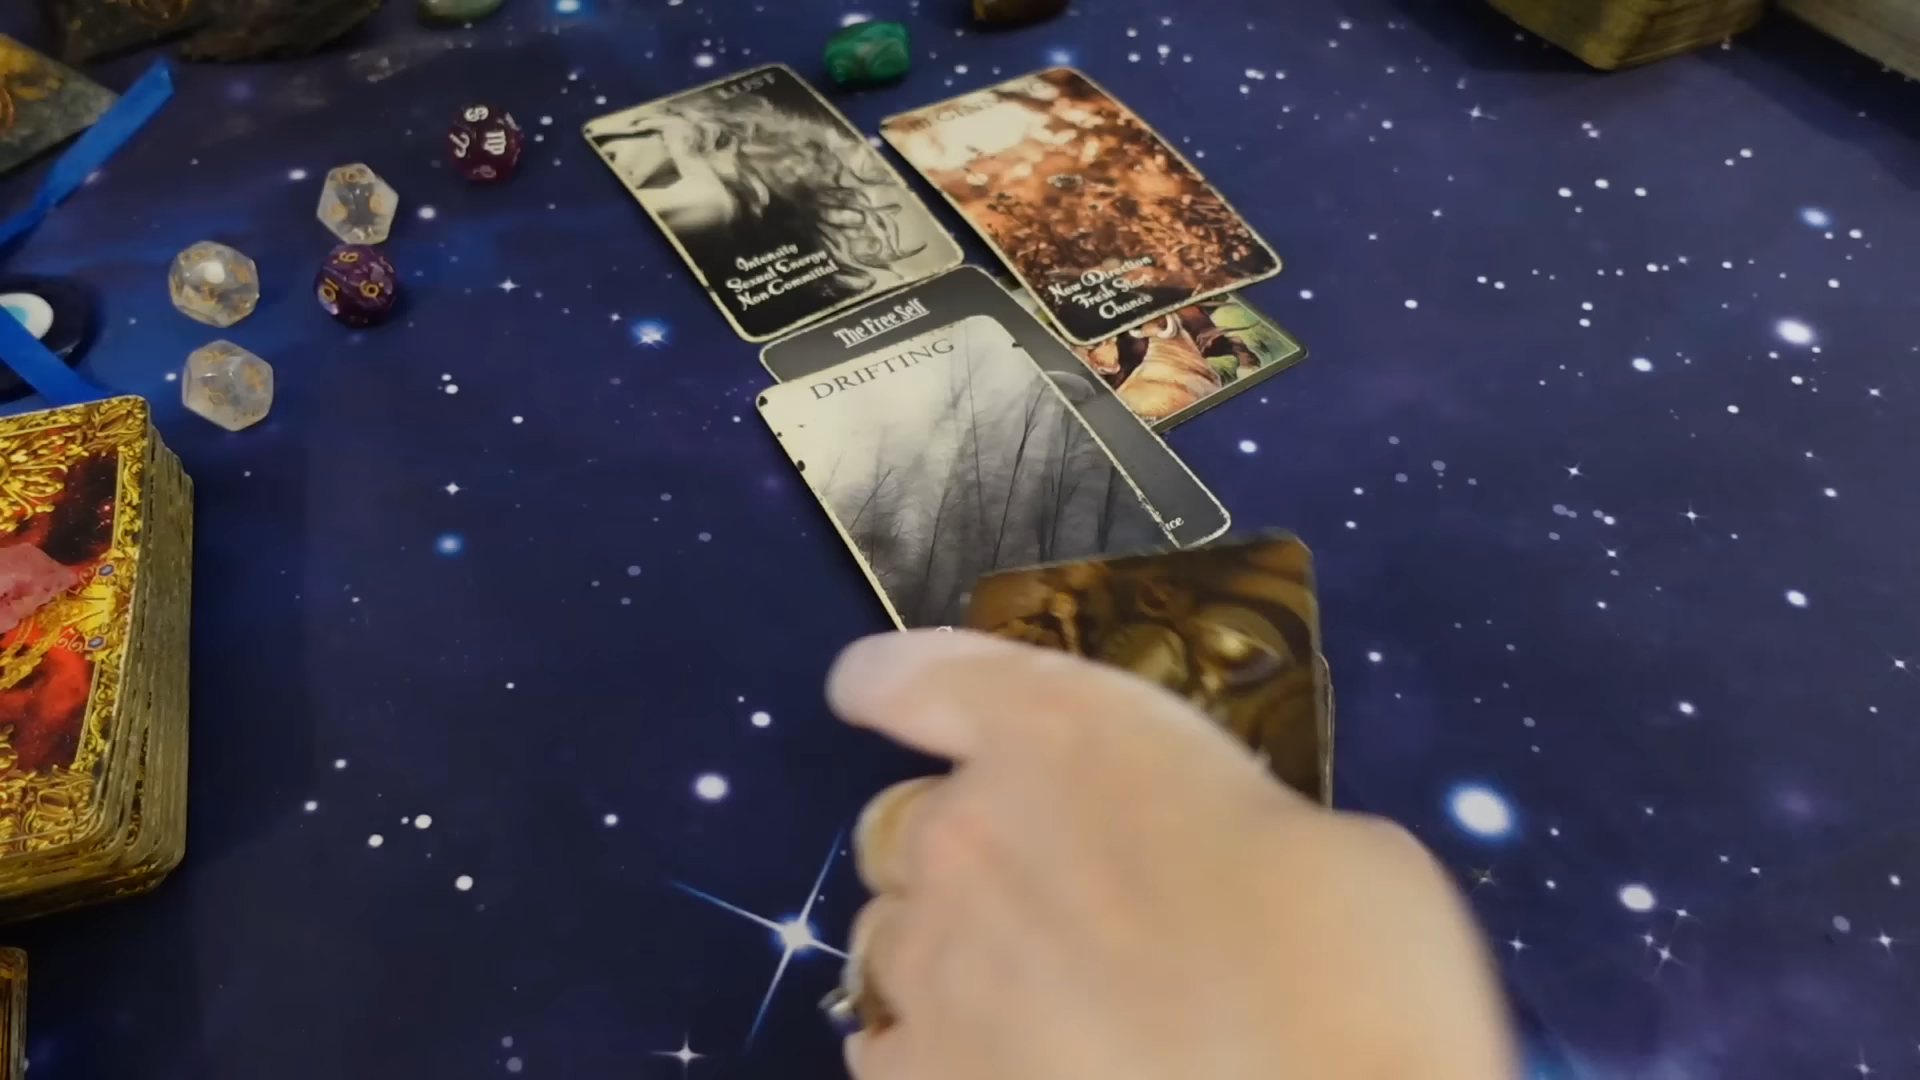 LUST
Intensity
Sexual Energy
Non Committal
New Direction
Fresh Start
Chance
The Free Self
DRIFTING